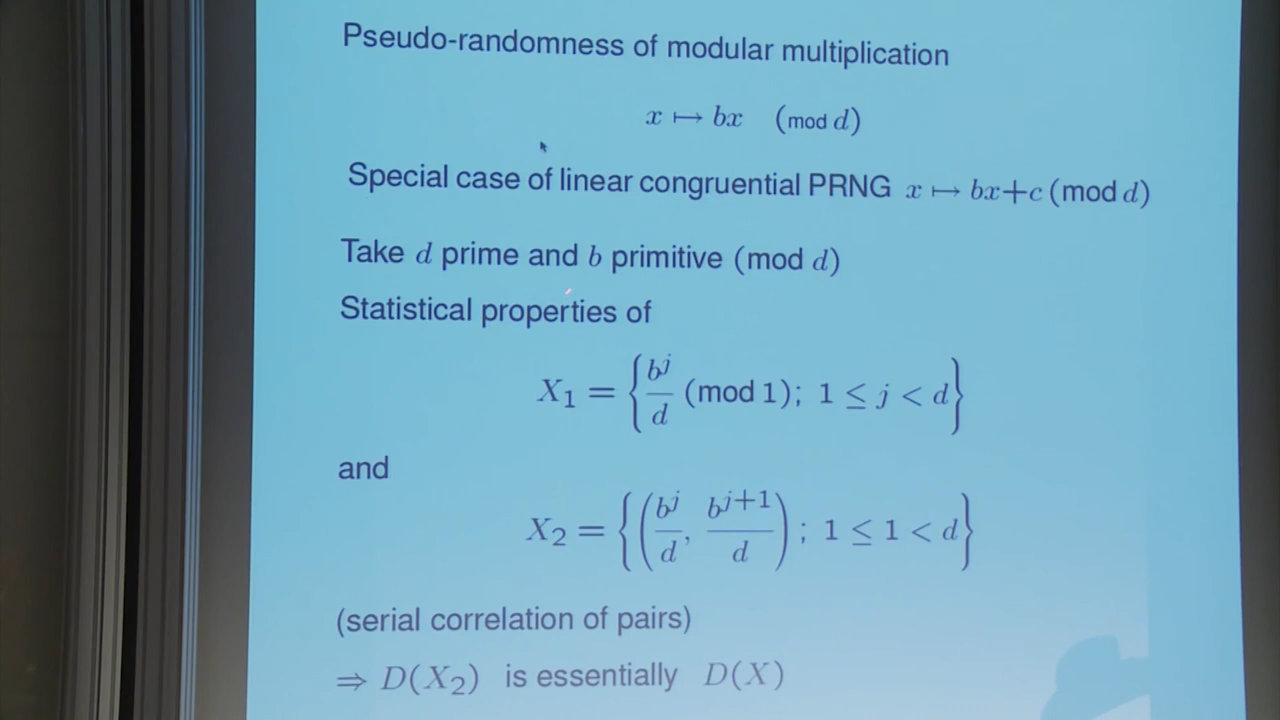 Pseudo-randomness of modular multiplication
x ↦ bx (mod d)
Special case of linear congruential PRNG x ↦ bx+c (mod d)
Take d prime and b primitive (mod d)
Statistical properties of
X₁ = { b^j/d (mod 1); 1 ≤ j < d }
and
X₂ = { ( b^j/d, b^{j+1}/d ) ; 1 ≤ 1 < d }
(serial correlation of pairs)
⇒ D(X₂) is essentially D(X)